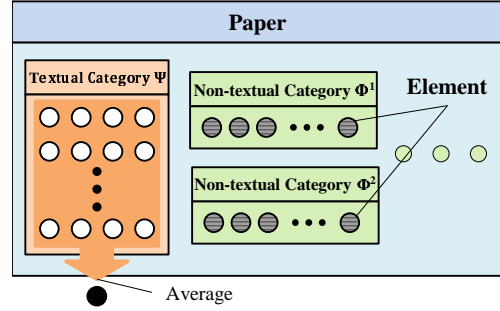 Paper
Textual Category Ψ
Non-textual Category Φ¹
Element
Non-textual Category Φ²
Average